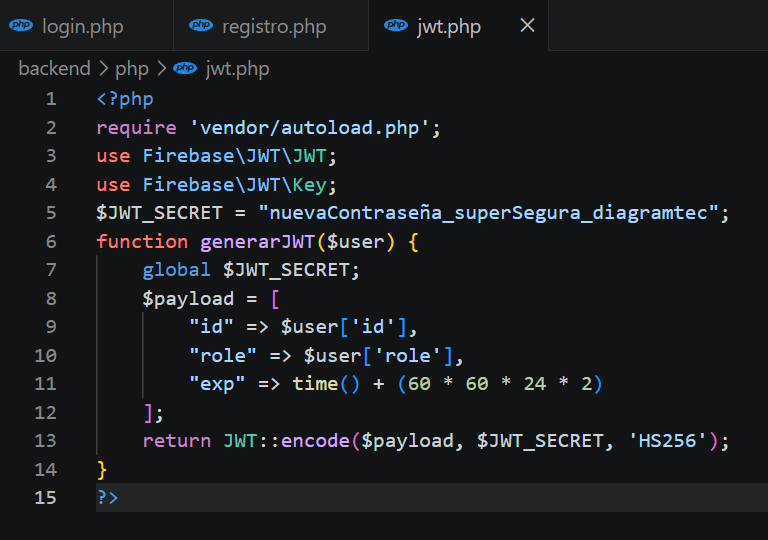 php login.php php registro.php php jwt.php ×
backend > php > php jwt.php
1 <?php
2 require 'vendor/autoload.php';
3 use Firebase\JWT\JWT;
4 use Firebase\JWT\Key;
5 $JWT_SECRET = "nuevaContraseña_superSegura_diagramtec";
6 function generarJWT($user) {
7     global $JWT_SECRET;
8     $payload = [
9         "id" => $user['id'],
10         "role" => $user['role'],
11         "exp" => time() + (60 * 60 * 24 * 2)
12     ];
13     return JWT::encode($payload, $JWT_SECRET, 'HS256');
14 }
15 ?>